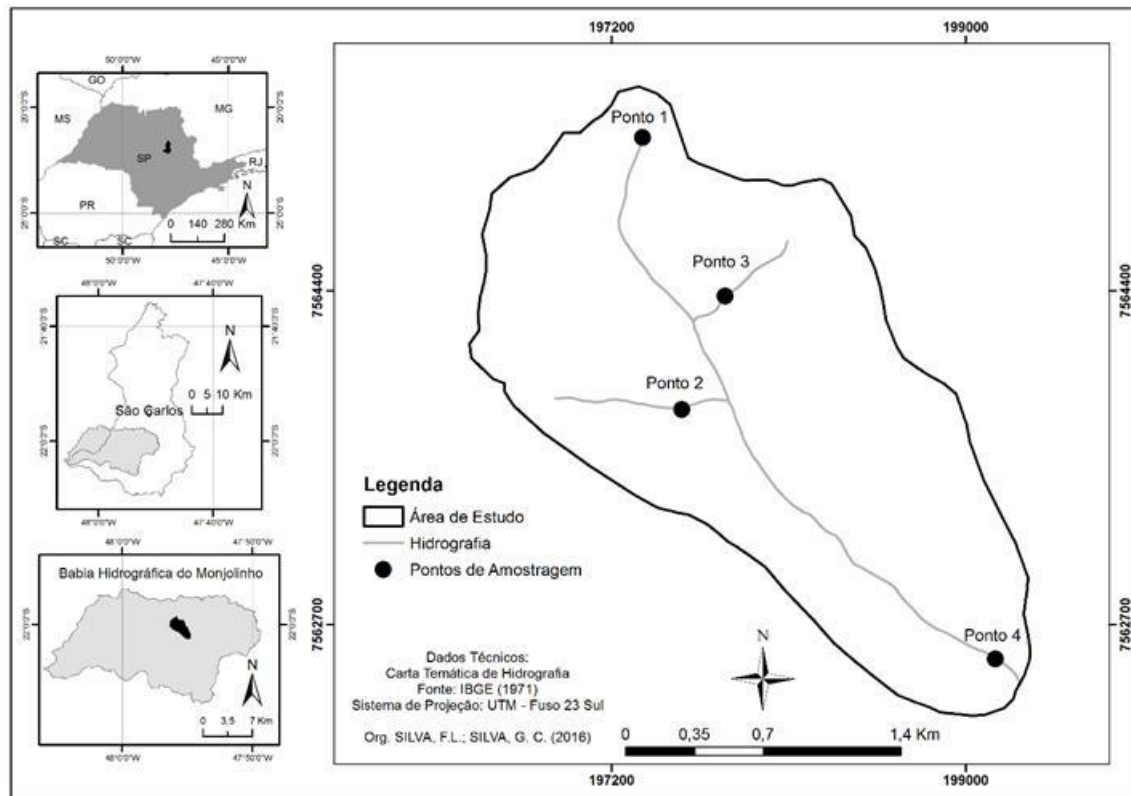 50°0'0"W 45°0'0"W
GO
20°0'0"S
MS
MG
SP
RJ
PR
N
25°0'0"S
0 140 280 Km
SC SC
50°0'0"W 45°0'0"W
48°0'0"W 47°40'0"W
21°40'0"S
N
0 5 10 Km
São Carlos
22°0'0"S
48°0'0"W 47°40'0"W
48°0'0"W 47°50'0"W
Babia Hidrográfica do Monjolinho
22°0'0"S
N
0 3,5 7 Km
48°0'0"W 47°50'0"W
197200 199000
Ponto 1
Ponto 3
7564400 7564400
Ponto 2
Legenda
Área de Estudo
Hidrografia
Pontos de Amostragem
7562700 7562700
Ponto 4
Dados Técnicos:
Carta Temática de Hidrografia
Fonte: IBGE (1971)
Sistema de Projeção: UTM - Fuso 23 Sul
Org. SILVA, F.L.; SILVA, G. C. (2016)
N
0 0,35 0,7 1,4 Km
197200 199000